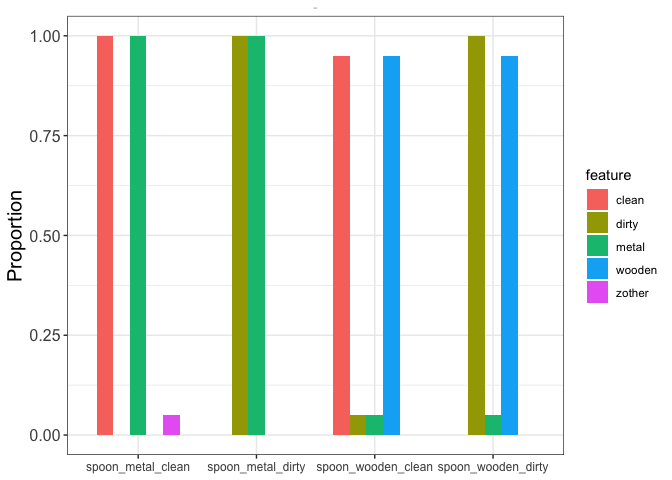 Proportion
1.00
0.75
0.50
0.25
0.00
spoon_metal_clean
spoon_metal_dirty
spoon_wooden_clean
spoon_wooden_dirty
feature
clean
dirty
metal
wooden
zother